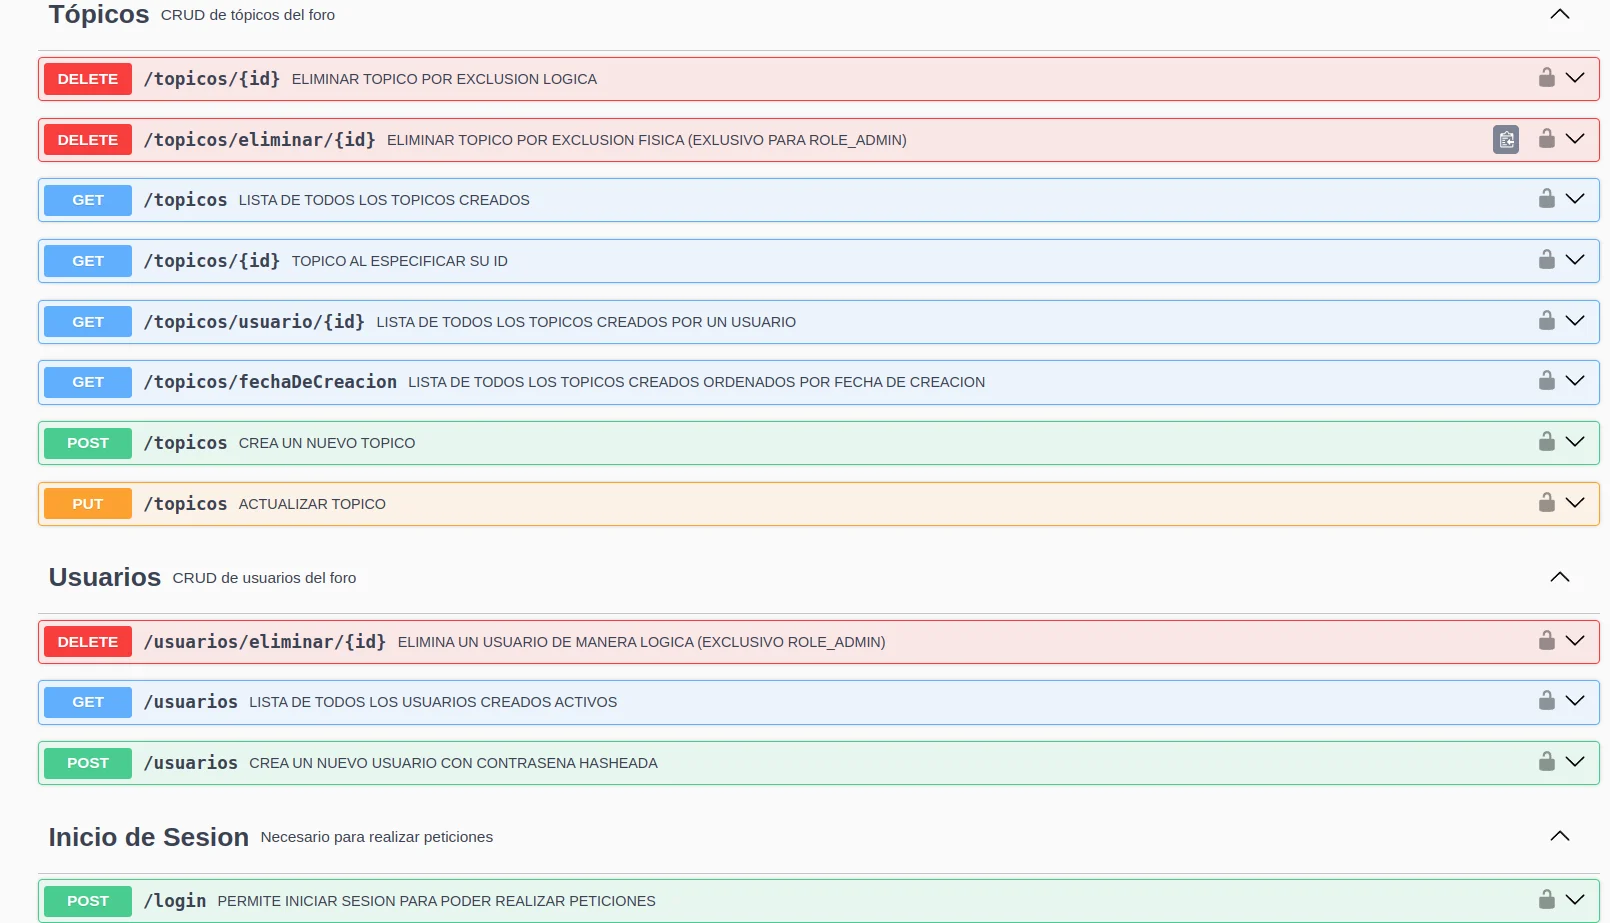 Tópicos CRUD de tópicos del foro
DELETE /topicos/{id} ELIMINAR TOPICO POR EXCLUSION LOGICA
DELETE /topicos/eliminar/{id} ELIMINAR TOPICO POR EXCLUSION FISICA (EXLUSIVO PARA ROLE_ADMIN)
GET /topicos LISTA DE TODOS LOS TOPICOS CREADOS
GET /topicos/{id} TOPICO AL ESPECIFICAR SU ID
GET /topicos/usuario/{id} LISTA DE TODOS LOS TOPICOS CREADOS POR UN USUARIO
GET /topicos/fechaDeCreacion LISTA DE TODOS LOS TOPICOS CREADOS ORDENADOS POR FECHA DE CREACION
POST /topicos CREA UN NUEVO TOPICO
PUT /topicos ACTUALIZAR TOPICO
Usuarios CRUD de usuarios del foro
DELETE /usuarios/eliminar/{id} ELIMINA UN USUARIO DE MANERA LOGICA (EXCLUSIVO ROLE_ADMIN)
GET /usuarios LISTA DE TODOS LOS USUARIOS CREADOS ACTIVOS
POST /usuarios CREA UN NUEVO USUARIO CON CONTRASENA HASHEADA
Inicio de Sesion Necesario para realizar peticiones
POST /login PERMITE INICIAR SESION PARA PODER REALIZAR PETICIONES